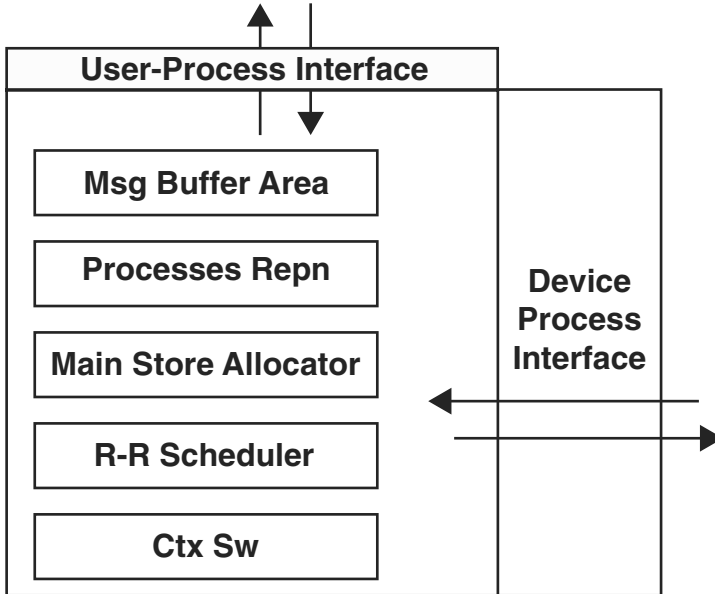 User-Process Interface
Msg Buffer Area
Processes Repn
Main Store Allocator
R-R Scheduler
Ctx Sw
Device
Process
Interface